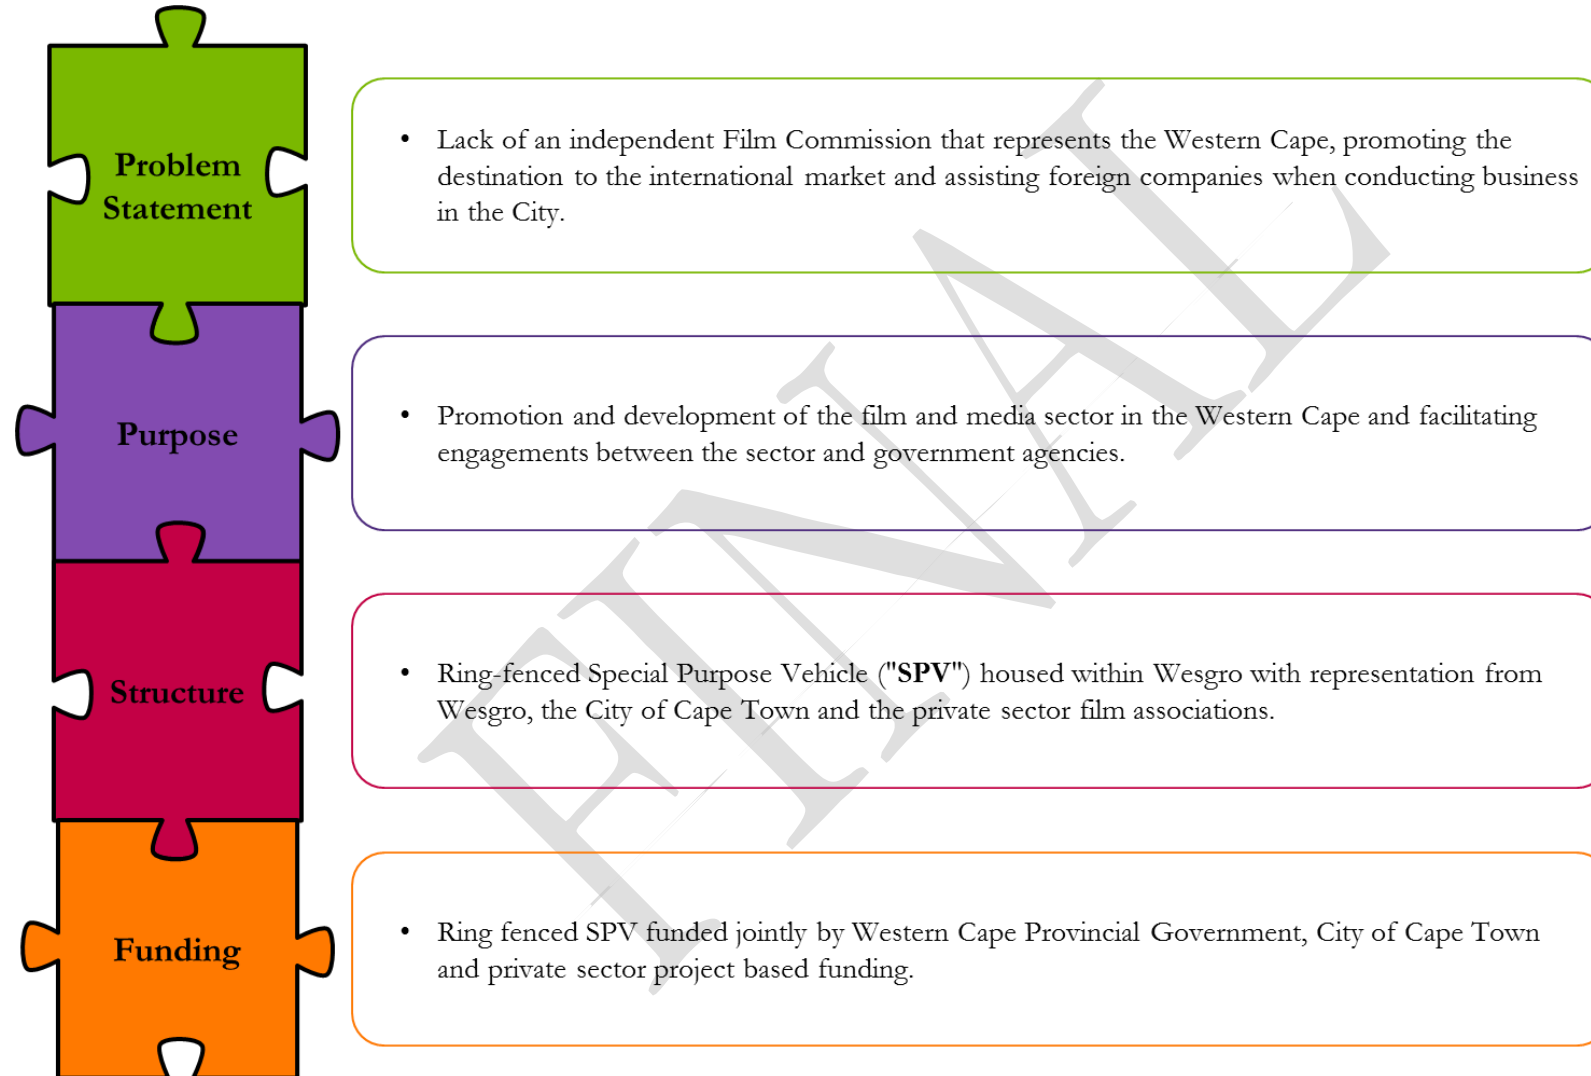 Problem
Statement
• Lack of an independent Film Commission that represents the Western Cape, promoting the
destination to the international market and assisting foreign companies when conducting business
in the City.
Purpose
• Promotion and development of the film and media sector in the Western Cape and facilitating
engagements between the sector and government agencies.
Structure
• Ring-fenced Special Purpose Vehicle ("SPV") housed within Wesgro with representation from
Wesgro, the City of Cape Town and the private sector film associations.
Funding
• Ring fenced SPV funded jointly by Western Cape Provincial Government, City of Cape Town
and private sector project based funding.
FINAL